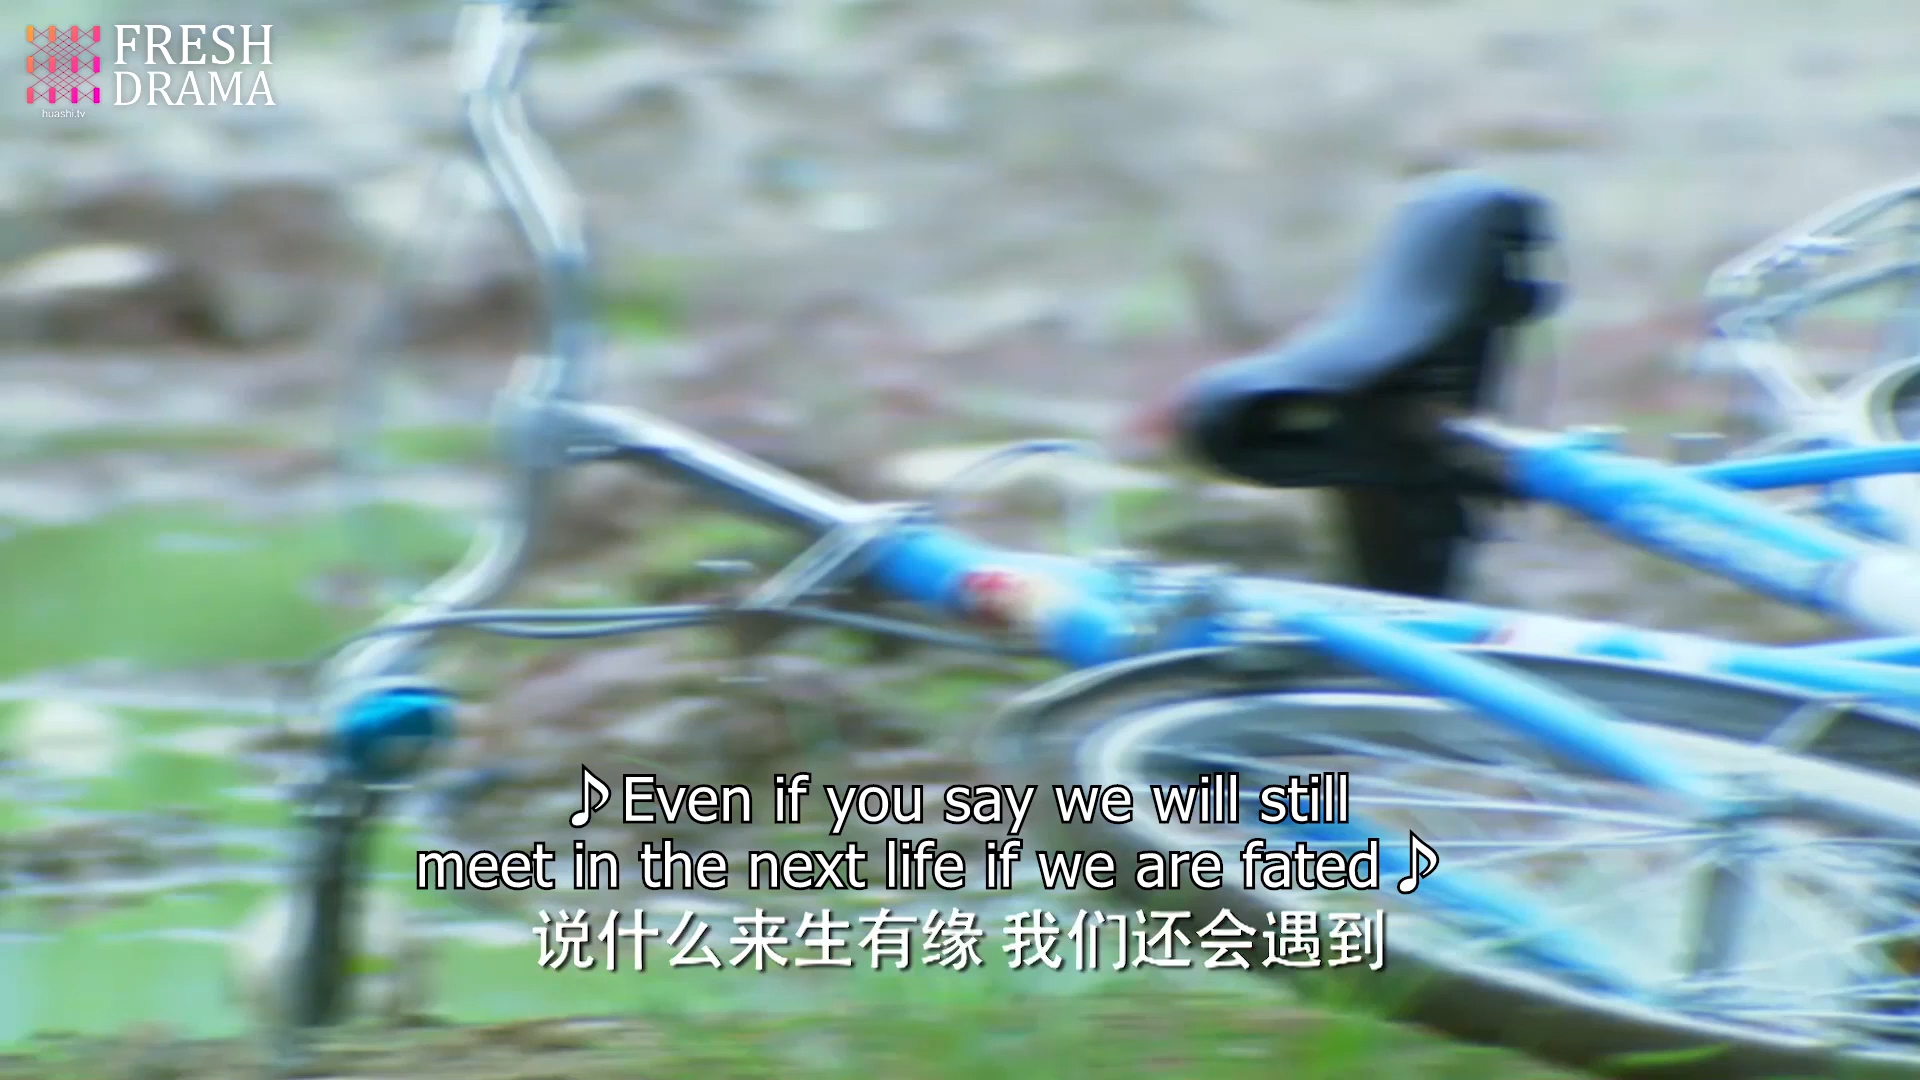 FRESH
DRAMA
huashi.tv
♪Even if you say we will still
meet in the next life if we are fated♪
说什么来生有缘 我们还会遇到